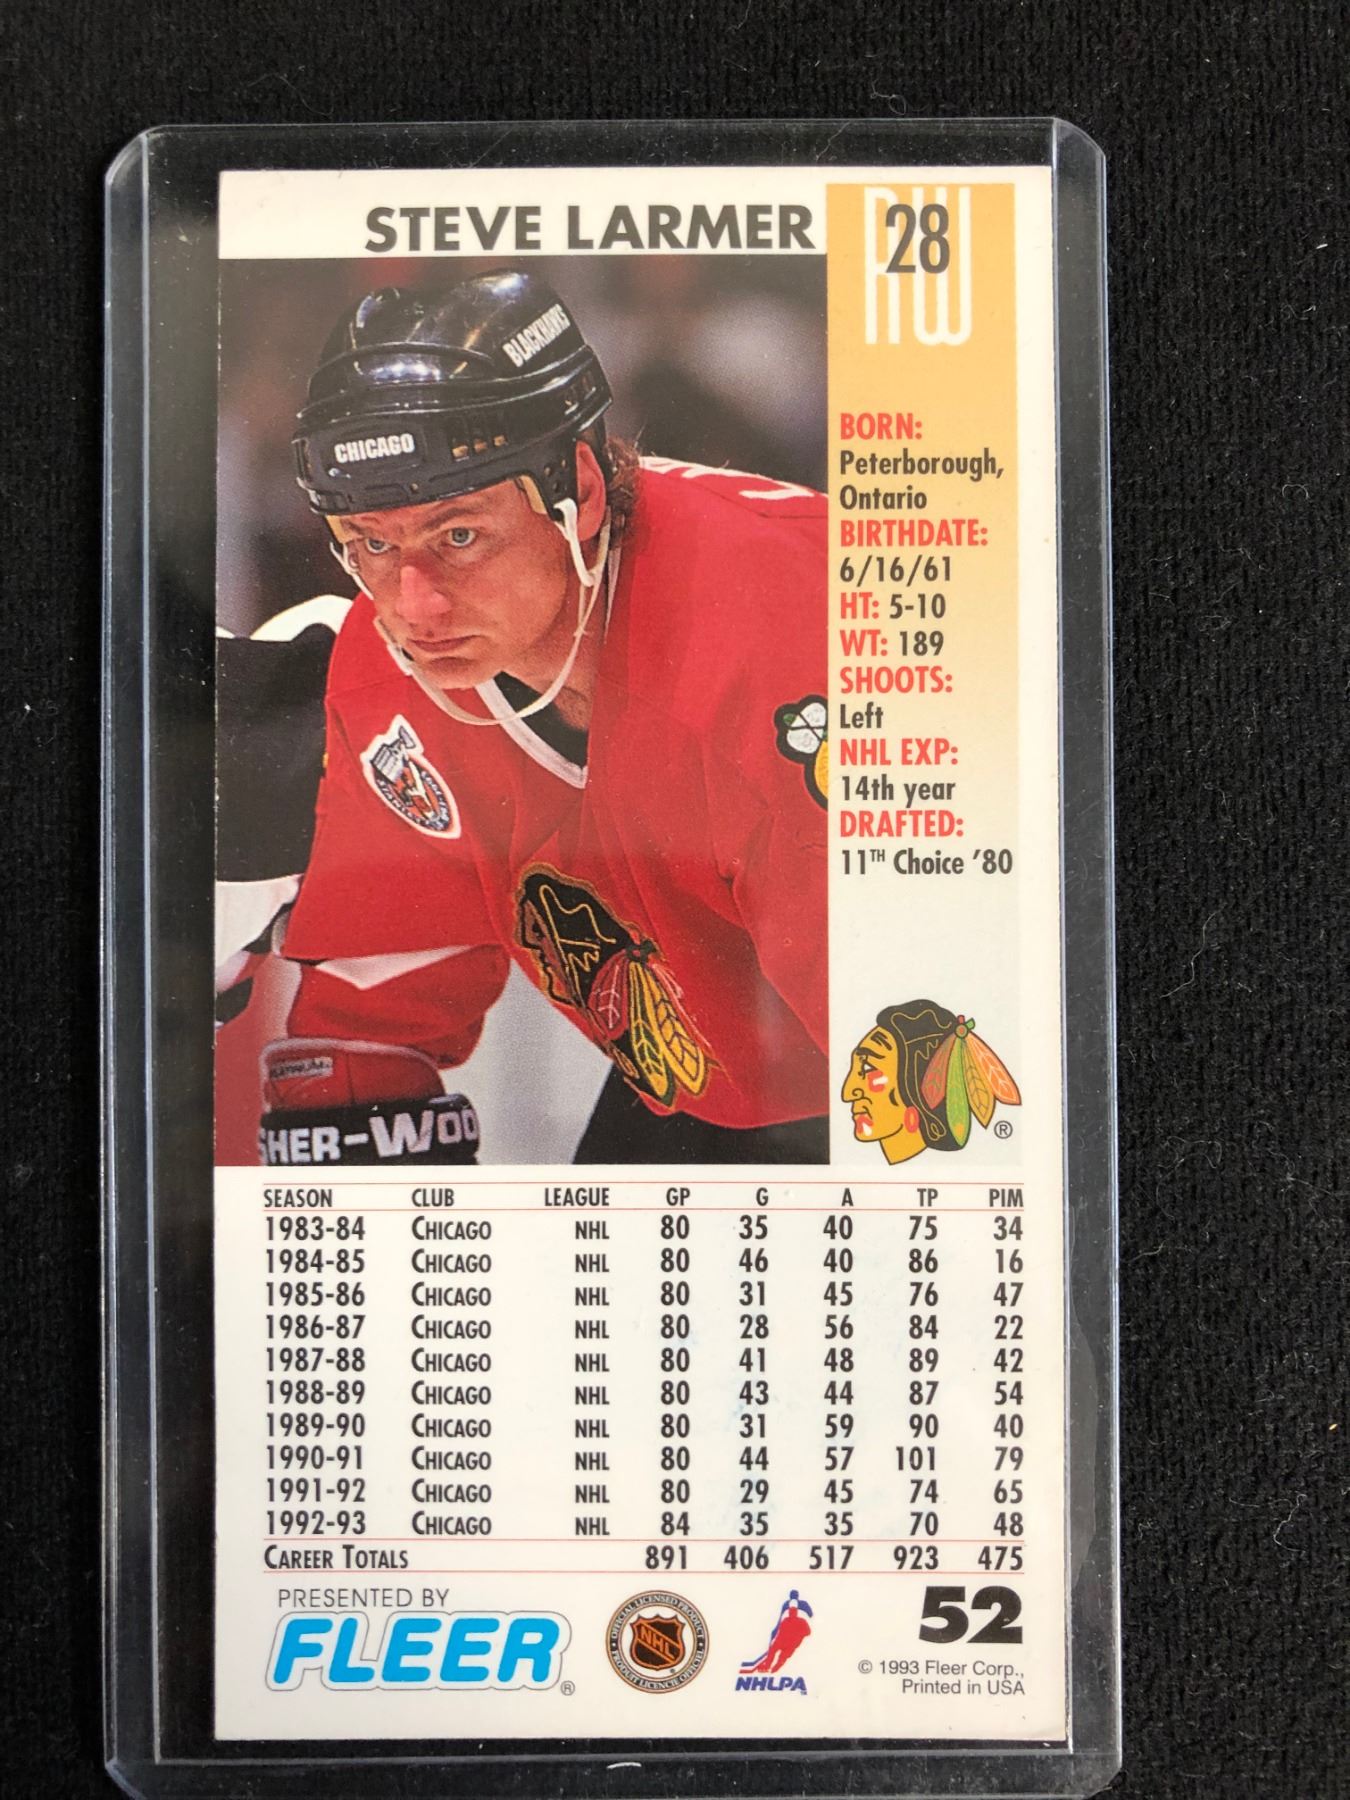 STEVE LARMER
RW
28
BLACKHAWKS
CHICAGO
BORN:
Peterborough,
Ontario
BIRTHDATE:
6/16/61
HT: 5-10
WT: 189
SHOOTS:
Left
NHL EXP:
14th year
DRAFTED:
11TH Choice '80
SHER-WOO
®
SEASON CLUB LEAGUE GP G A TP PIM
1983-84 CHICAGO NHL 80 35 40 75 34
1984-85 CHICAGO NHL 80 46 40 86 16
1985-86 CHICAGO NHL 80 31 45 76 47
1986-87 CHICAGO NHL 80 28 56 84 22
1987-88 CHICAGO NHL 80 41 48 89 42
1988-89 CHICAGO NHL 80 43 44 87 54
1989-90 CHICAGO NHL 80 31 59 90 40
1990-91 CHICAGO NHL 80 44 57 101 79
1991-92 CHICAGO NHL 80 29 45 74 65
1992-93 CHICAGO NHL 84 35 35 70 48
CAREER TOTALS 891 406 517 923 475
PRESENTED BY
FLEER®
OFFICIAL LICENSED PRODUCT
NHL
PRODUIT LICENCIE OFFICIEL
NHLPA
52
© 1993 Fleer Corp.,
Printed in USA